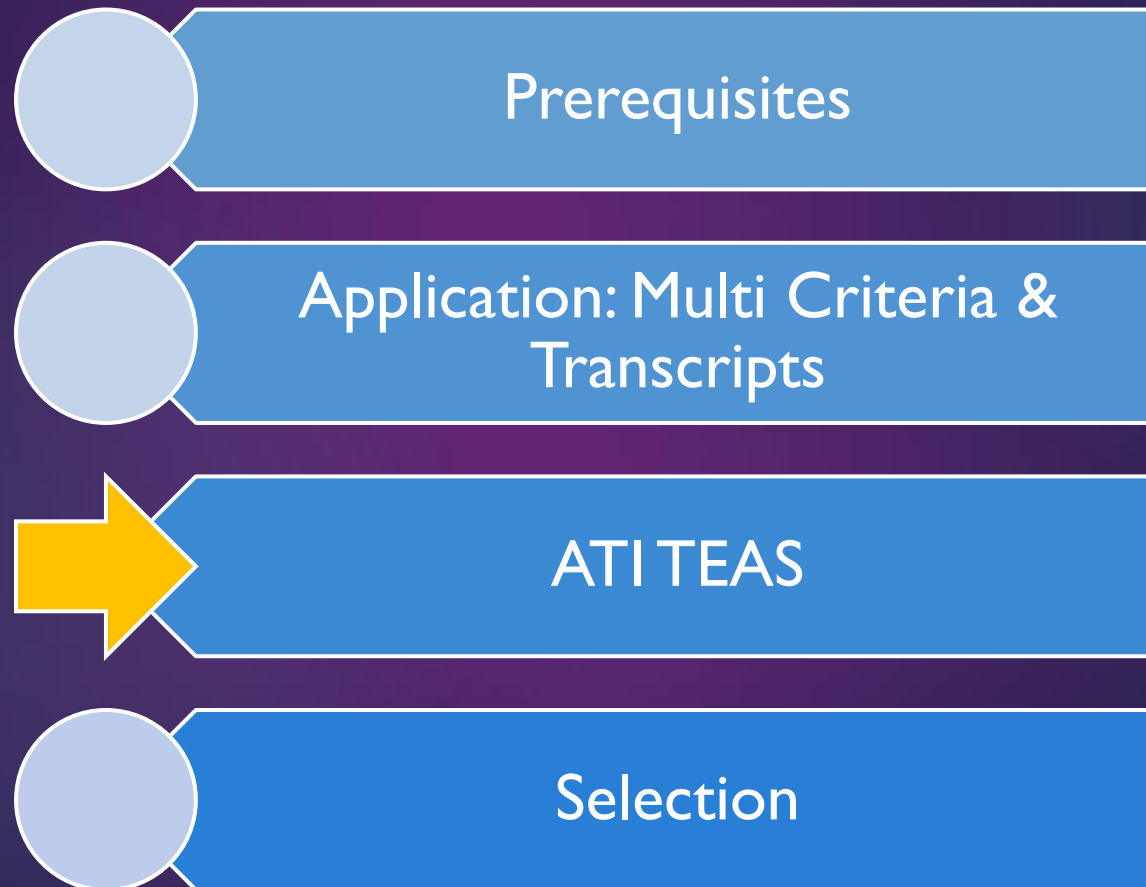 Prerequisites
Application: Multi Criteria &
Transcripts
ATI TEAS
Selection